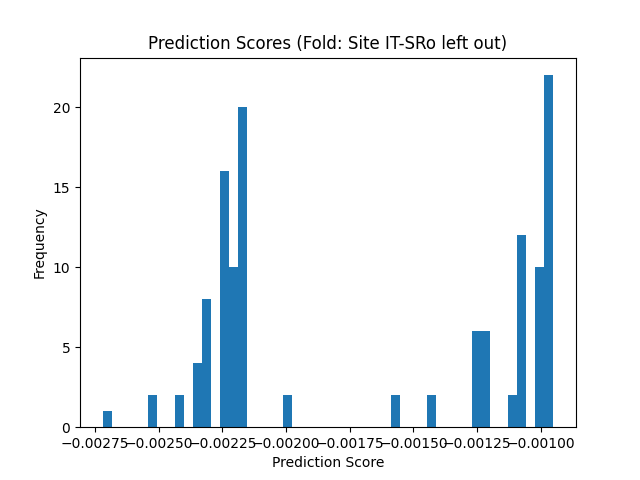 Prediction Scores (Fold: Site IT-SRo left out)
Frequency
20
15
10
5
0
−0.00275 −0.00250 −0.00225 −0.00200 −0.00175 −0.00150 −0.00125 −0.00100
Prediction Score